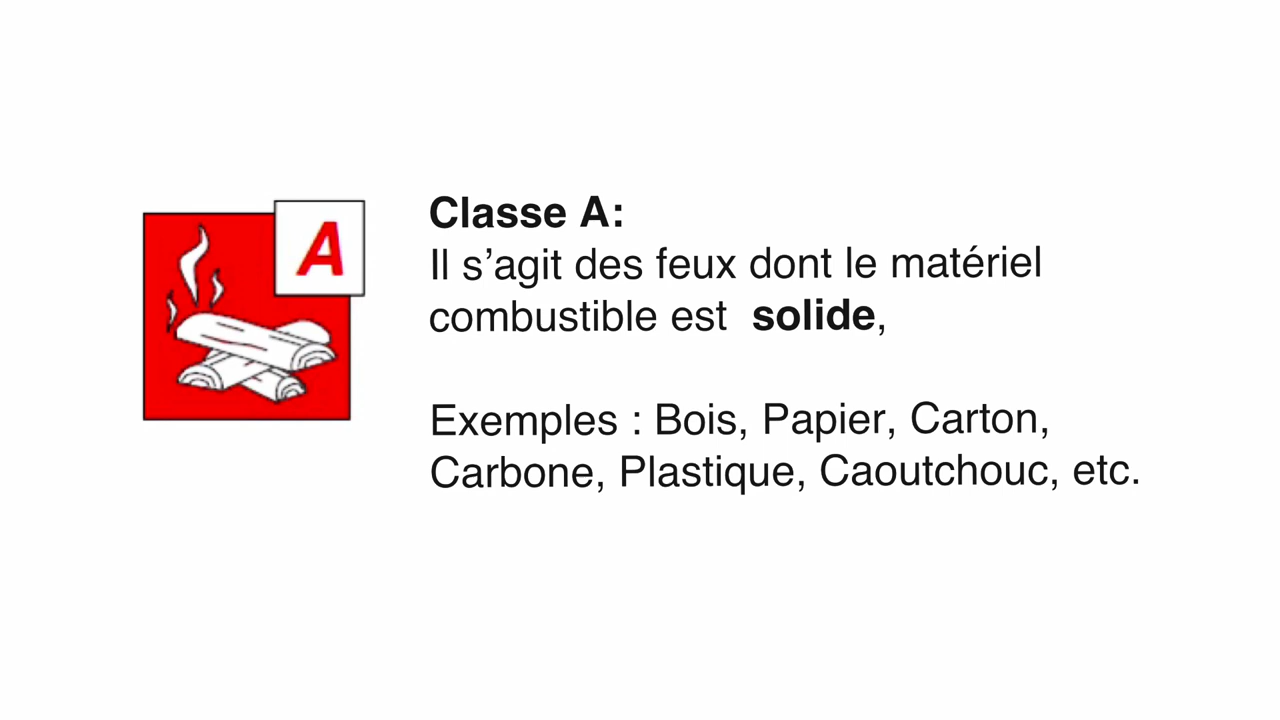 A
Classe A:
Il s’agit des feux dont le matériel
combustible est solide,
Exemples : Bois, Papier, Carton,
Carbone, Plastique, Caoutchouc, etc.